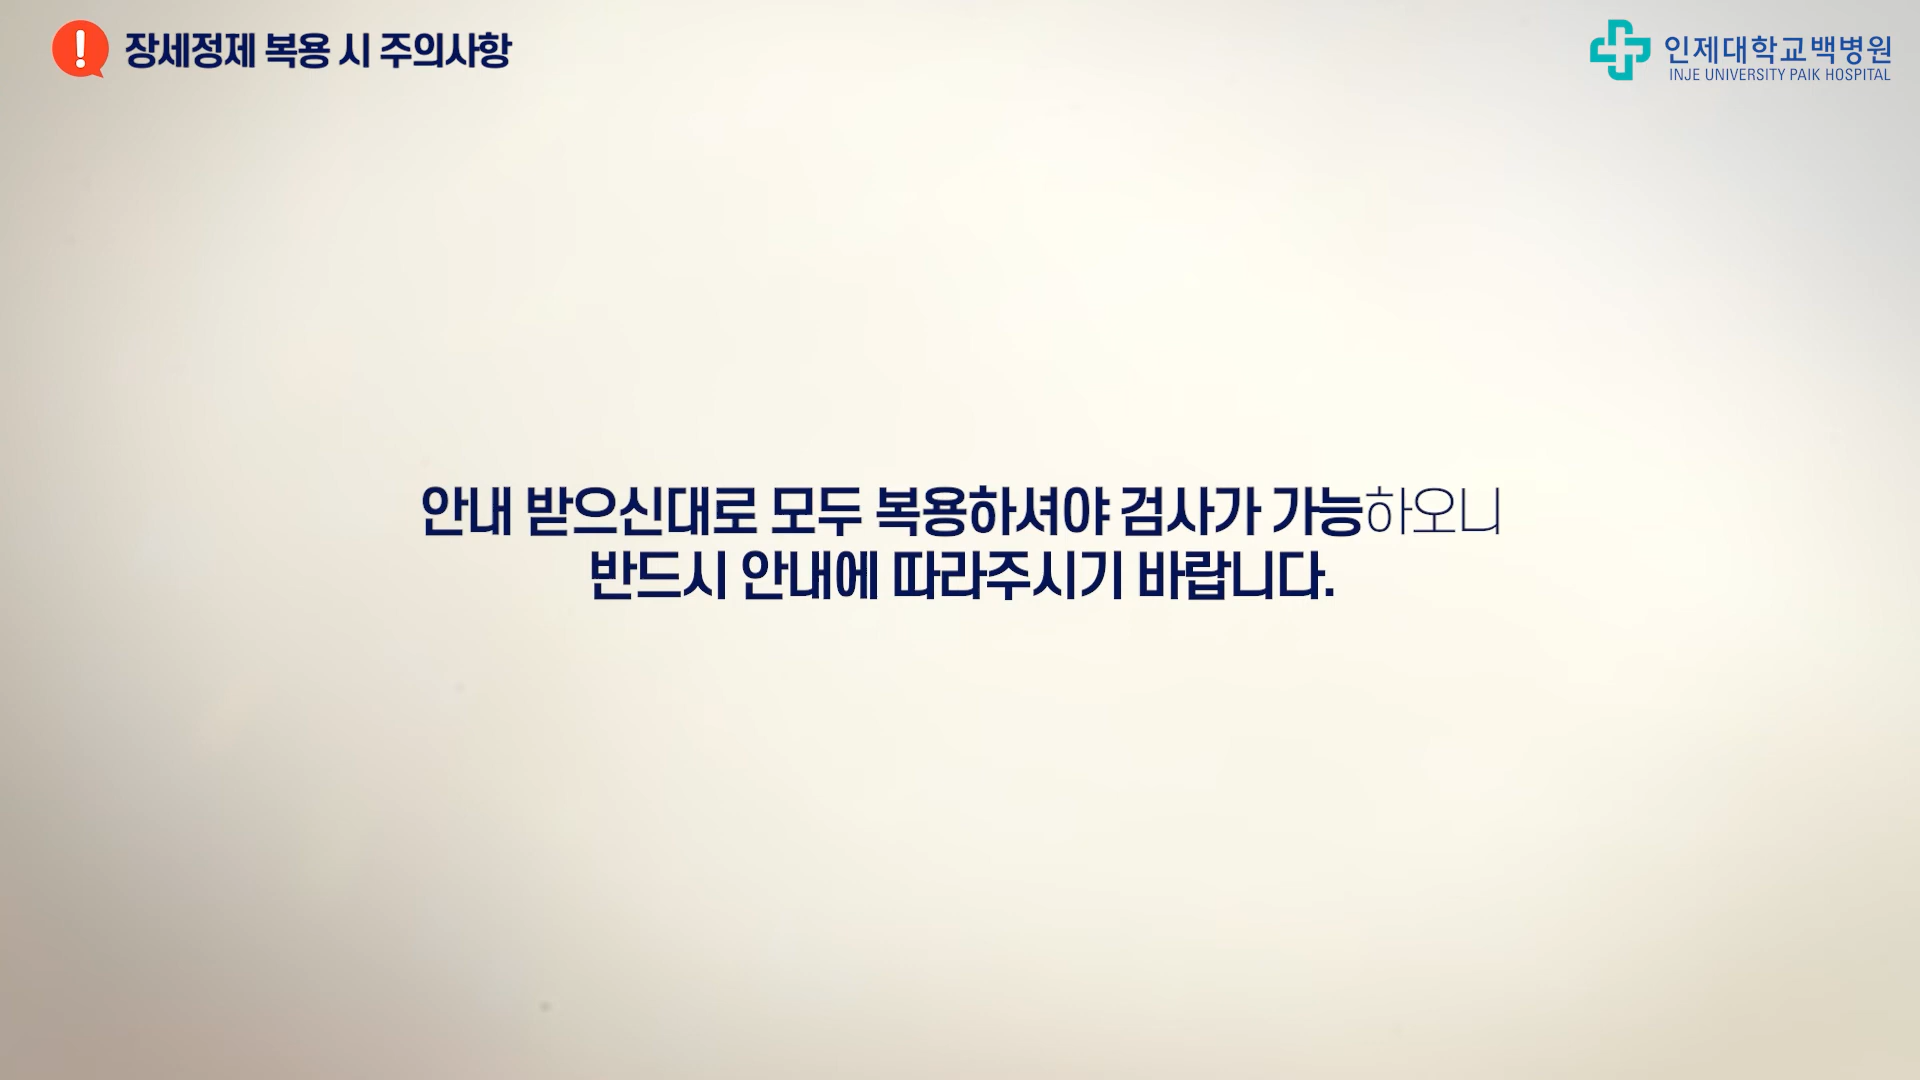 장세정제 복용 시 주의사항
인제대학교백병원
INJE UNIVERSITY PAIK HOSPITAL
안내 받으신대로 모두 복용하셔야 검사가 가능하오니
반드시 안내에 따라주시기 바랍니다.